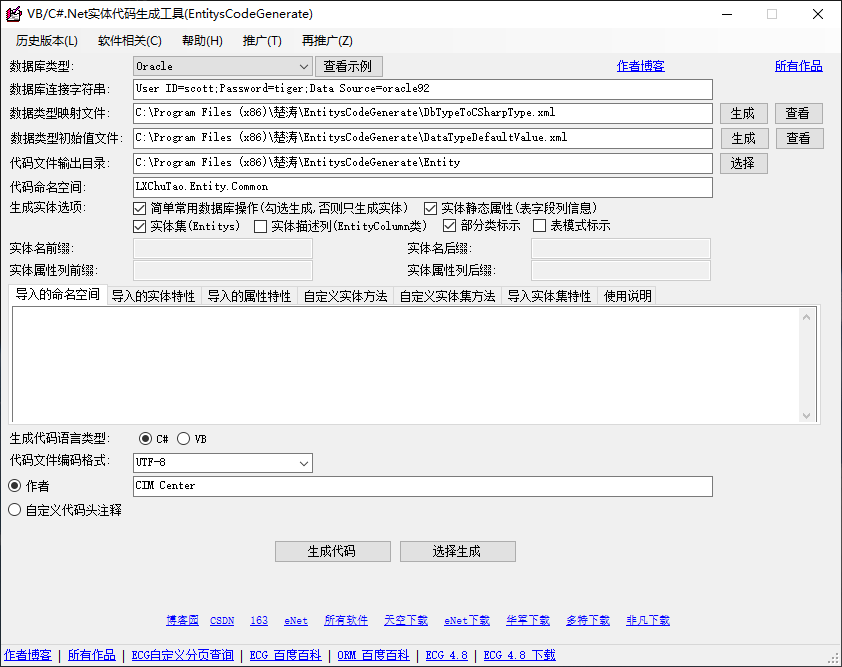 VB/C#.Net实体代码生成工具(EntitysCodeGenerate)
历史版本(L) 软件相关(C) 帮助(H) 推广(T) 再推广(Z)
数据库类型: Oracle 查看示例 作者博客 所有作品
数据库连接字符串: User ID=scott;Password=tiger;Data Source=oracle92
数据类型映射文件: C:\Program Files (x86)\楚涛\EntitysCodeGenerate\DbTypeToCSharpType.xml 生成 查看
数据类型初始值文件: C:\Program Files (x86)\楚涛\EntitysCodeGenerate\DataTypeDefaultValue.xml 生成 查看
代码文件输出目录: C:\Program Files (x86)\楚涛\EntitysCodeGenerate\Entity 选择
代码命名空间: LXChuTao.Entity.Common
生成实体选项: 简单常用数据库操作(勾选生成,否则只生成实体) 实体静态属性(表字段列信息)
实体集(Entitys) 实体描述列(EntityColumn类) 部分类标示 表模式标示
实体名前缀: 实体名后缀:
实体属性列前缀: 实体属性列后缀:
导入的命名空间 导入的实体特性 导入的属性特性 自定义实体方法 自定义实体集方法 导入实体集特性 使用说明
生成代码语言类型: C# VB
代码文件编码格式: UTF-8
作者 CIM Center
自定义代码头注释
生成代码 选择生成
博客园 CSDN 163 eNet 所有软件 天空下载 eNet下载 华军下载 多特下载 非凡下载
作者博客 | 所有作品 | ECG自定义分页查询 | ECG 百度百科 | ORM 百度百科 | ECG 4.8 | ECG 4.8 下载